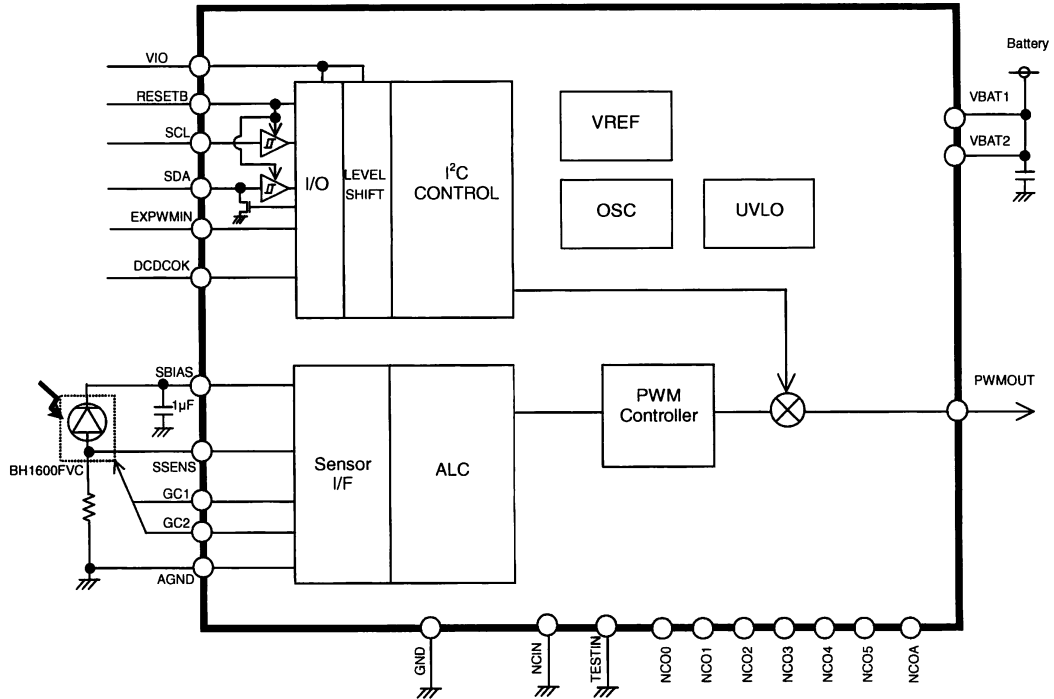 Battery
VIO
RESETB
SCL
SDA
EXPWMIN
DCDCOK
I/O
LEVEL
SHIFT
I²C
CONTROL
VREF
OSC
UVLO
VBAT1
VBAT2
SBIAS
1μF
BH1600FVC
SSENS
GC1
GC2
AGND
Sensor
I/F
ALC
PWM
Controller
PWMOUT
GND
NCIN
TESTIN
NCO0
NCO1
NCO2
NCO3
NCO4
NCO5
NCOA